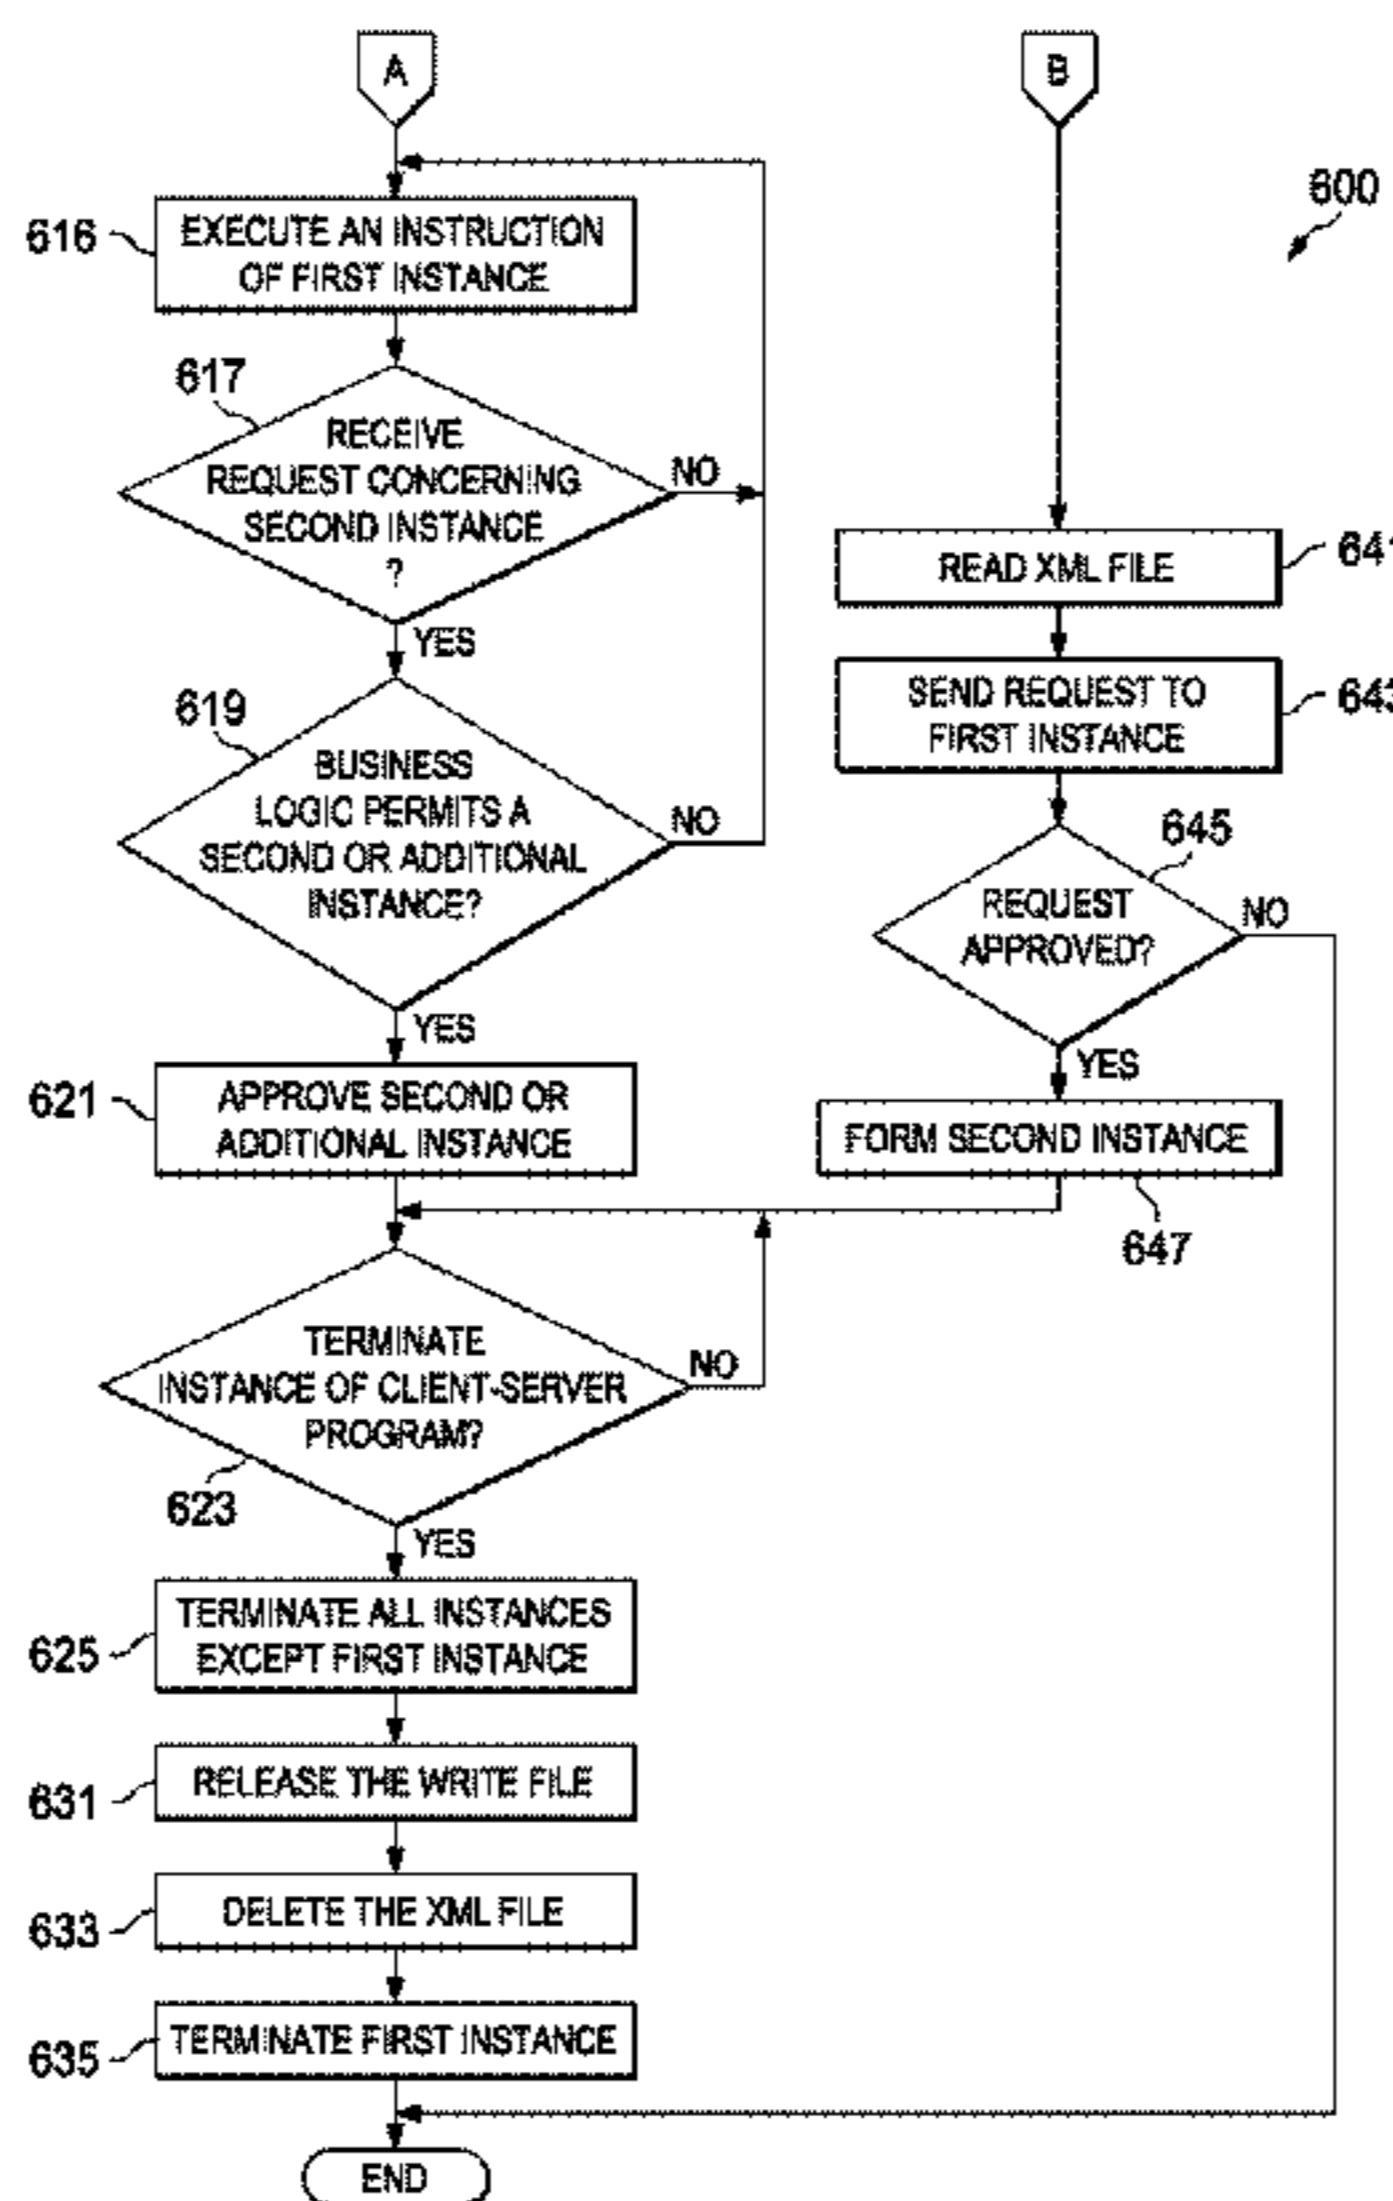 A
B
600
616
EXECUTE AN INSTRUCTION
OF FIRST INSTANCE
617
RECEIVE
REQUEST CONCERNING
SECOND INSTANCE
?
NO
YES
619
BUSINESS
LOGIC PERMITS A
SECOND OR ADDITIONAL
INSTANCE?
NO
YES
621
APPROVE SECOND OR
ADDITIONAL INSTANCE
READ XML FILE
641
SEND REQUEST TO
FIRST INSTANCE
643
645
REQUEST
APPROVED?
NO
YES
FORM SECOND INSTANCE
647
TERMINATE
INSTANCE OF CLIENT-SERVER
PROGRAM?
NO
623
YES
625
TERMINATE ALL INSTANCES
EXCEPT FIRST INSTANCE
631
RELEASE THE WRITE FILE
633
DELETE THE XML FILE
635
TERMINATE FIRST INSTANCE
END